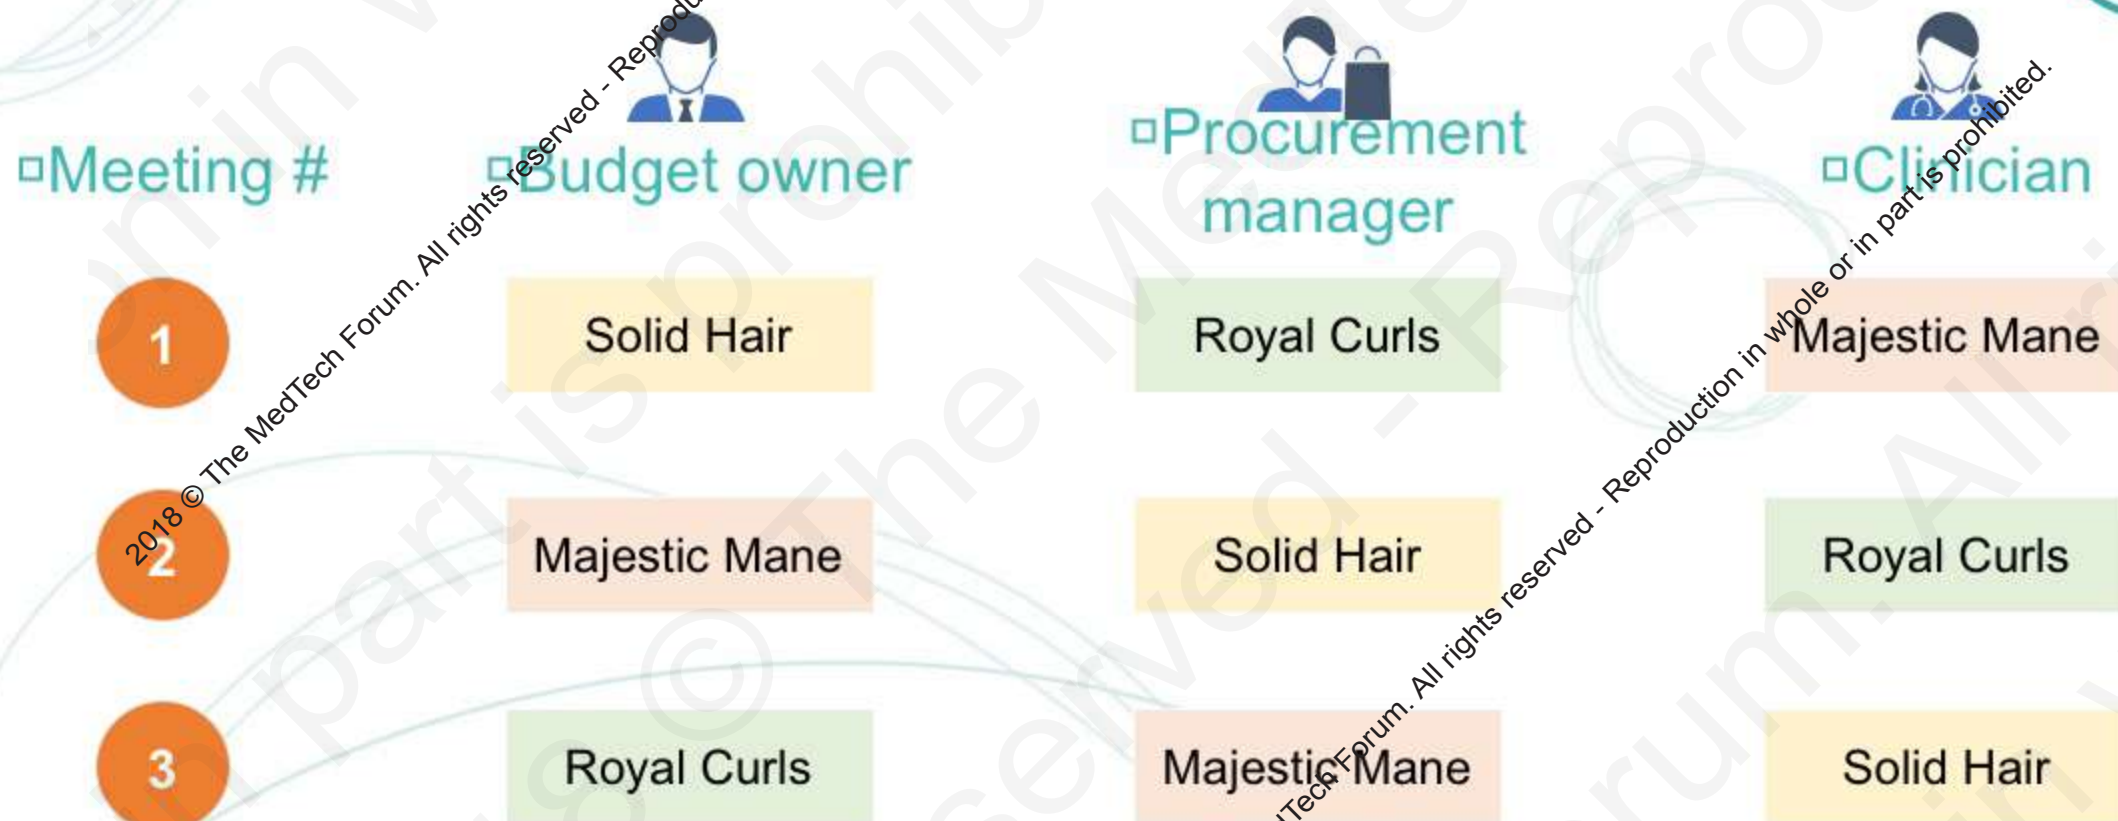 Meeting #
Budget owner
Procurement
manager
Clinician
1
Solid Hair
Royal Curls
Majestic Mane
2
Majestic Mane
Solid Hair
Royal Curls
3
Royal Curls
Majestic Mane
Solid Hair
2018 © The MedTech Forum. All rights reserved - Reprodu
Tech Forum. All rights reserved - Reproduction in whole or in part is prohibited.